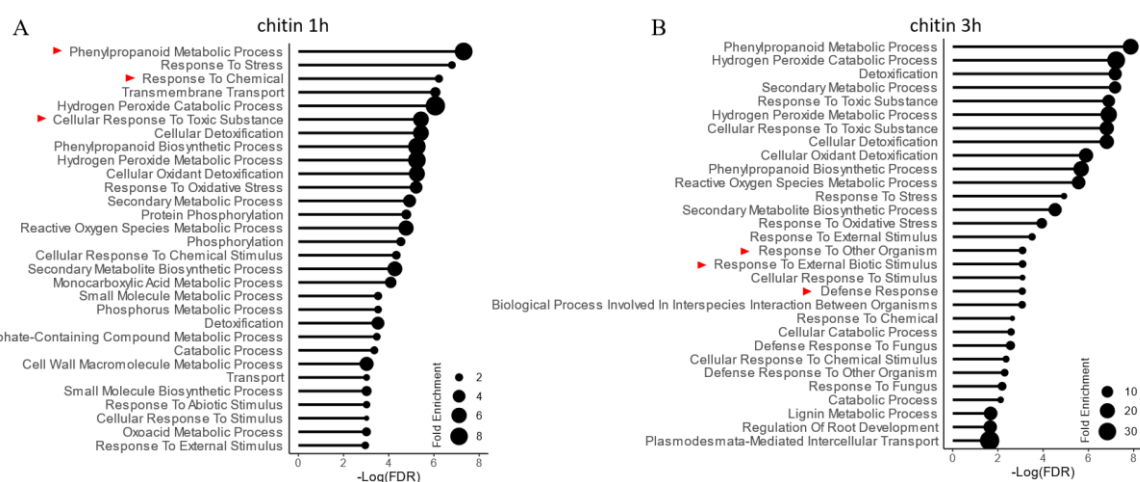 A
chitin 1h
Phenylpropanoid Metabolic Process
Response To Stress
Response To Chemical
Transmembrane Transport
Hydrogen Peroxide Catabolic Process
Cellular Response To Toxic Substance
Cellular Detoxification
Phenylpropanoid Biosynthetic Process
Hydrogen Peroxide Metabolic Process
Cellular Oxidant Detoxification
Response To Oxidative Stress
Secondary Metabolic Process
Protein Phosphorylation
Reactive Oxygen Species Metabolic Process
Phosphorylation
Cellular Response To Chemical Stimulus
Secondary Metabolite Biosynthetic Process
Monocarboxylic Acid Metabolic Process
Small Molecule Metabolic Process
Phosphorus Metabolic Process
Detoxification
phate-Containing Compound Metabolic Process
Catabolic Process
Cell Wall Macromolecule Metabolic Process
Transport
Small Molecule Biosynthetic Process
Response To Abiotic Stimulus
Cellular Response To Stimulus
Oxoacid Metabolic Process
Response To External Stimulus
0 2 4 6 8
-Log(FDR)
Fold Enrichment
2
4
6
8
B
chitin 3h
Phenylpropanoid Metabolic Process
Hydrogen Peroxide Catabolic Process
Detoxification
Secondary Metabolic Process
Response To Toxic Substance
Hydrogen Peroxide Metabolic Process
Cellular Response To Toxic Substance
Cellular Detoxification
Cellular Oxidant Detoxification
Phenylpropanoid Biosynthetic Process
Reactive Oxygen Species Metabolic Process
Response To Stress
Secondary Metabolite Biosynthetic Process
Response To Oxidative Stress
Response To External Stimulus
Response To Other Organism
Response To External Biotic Stimulus
Cellular Response To Stimulus
Defense Response
Biological Process Involved In Interspecies Interaction Between Organisms
Response To Chemical
Cellular Catabolic Process
Defense Response To Fungus
Cellular Response To Chemical Stimulus
Defense Response To Other Organism
Response To Fungus
Catabolic Process
Lignin Metabolic Process
Regulation Of Root Development
Plasmodesmata-Mediated Intercellular Transport
0 2 4 6 8
-Log(FDR)
Fold Enrichment
10
20
30